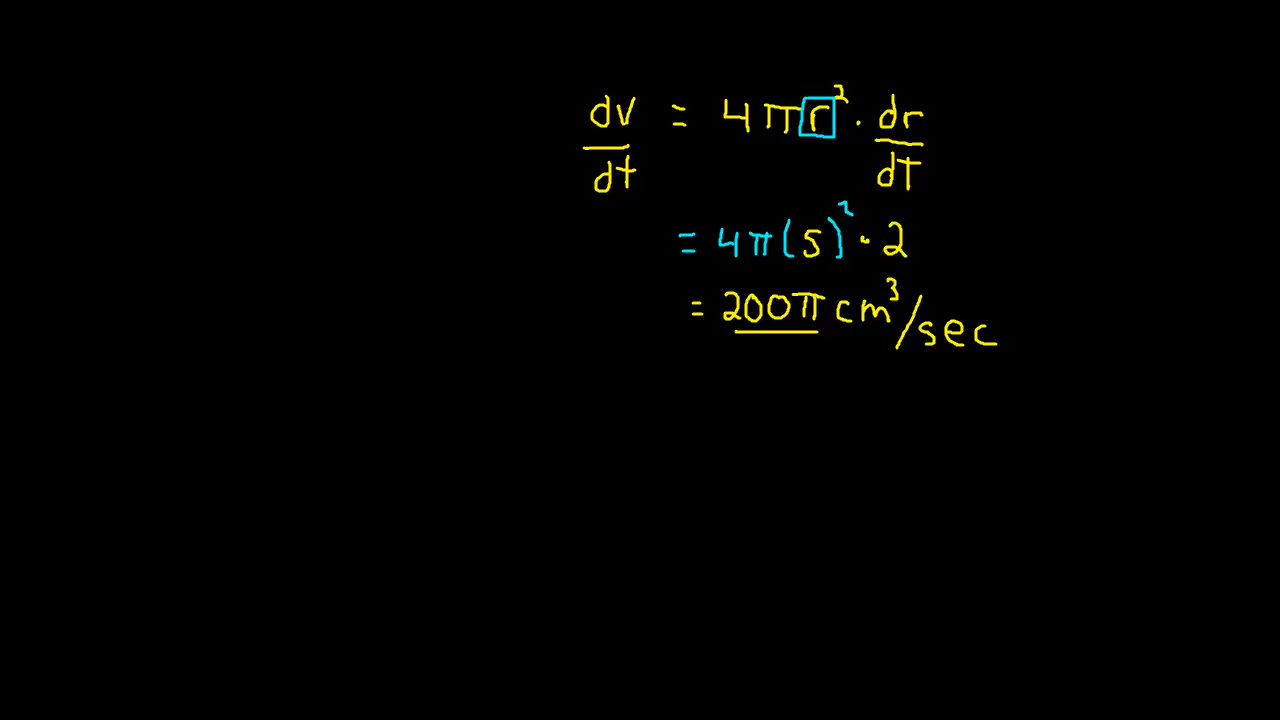 dv/dt = 4πr² · dr/dT
= 4π(5)² · 2
= 200π cm³/sec